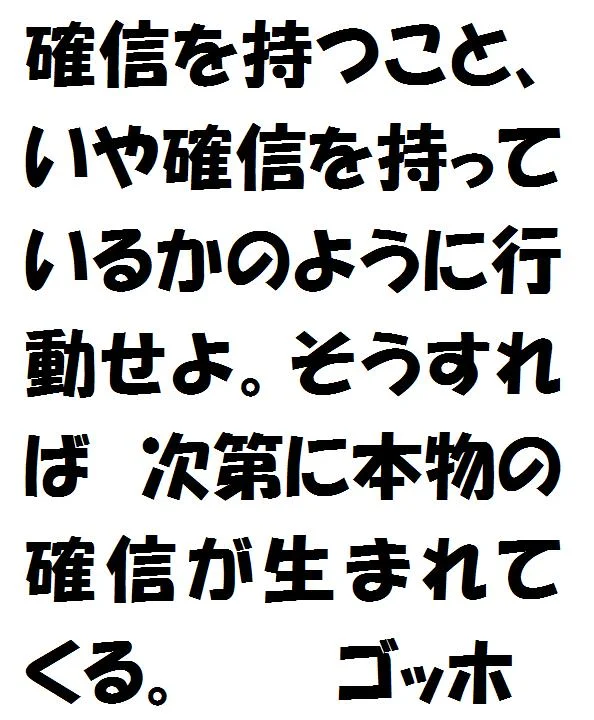 確信を持つこと、
いや確信を持って
いるかのように行
動せよ。そうすれ
ば　次第に本物の
確信が生まれて
くる。　　　ゴッホ